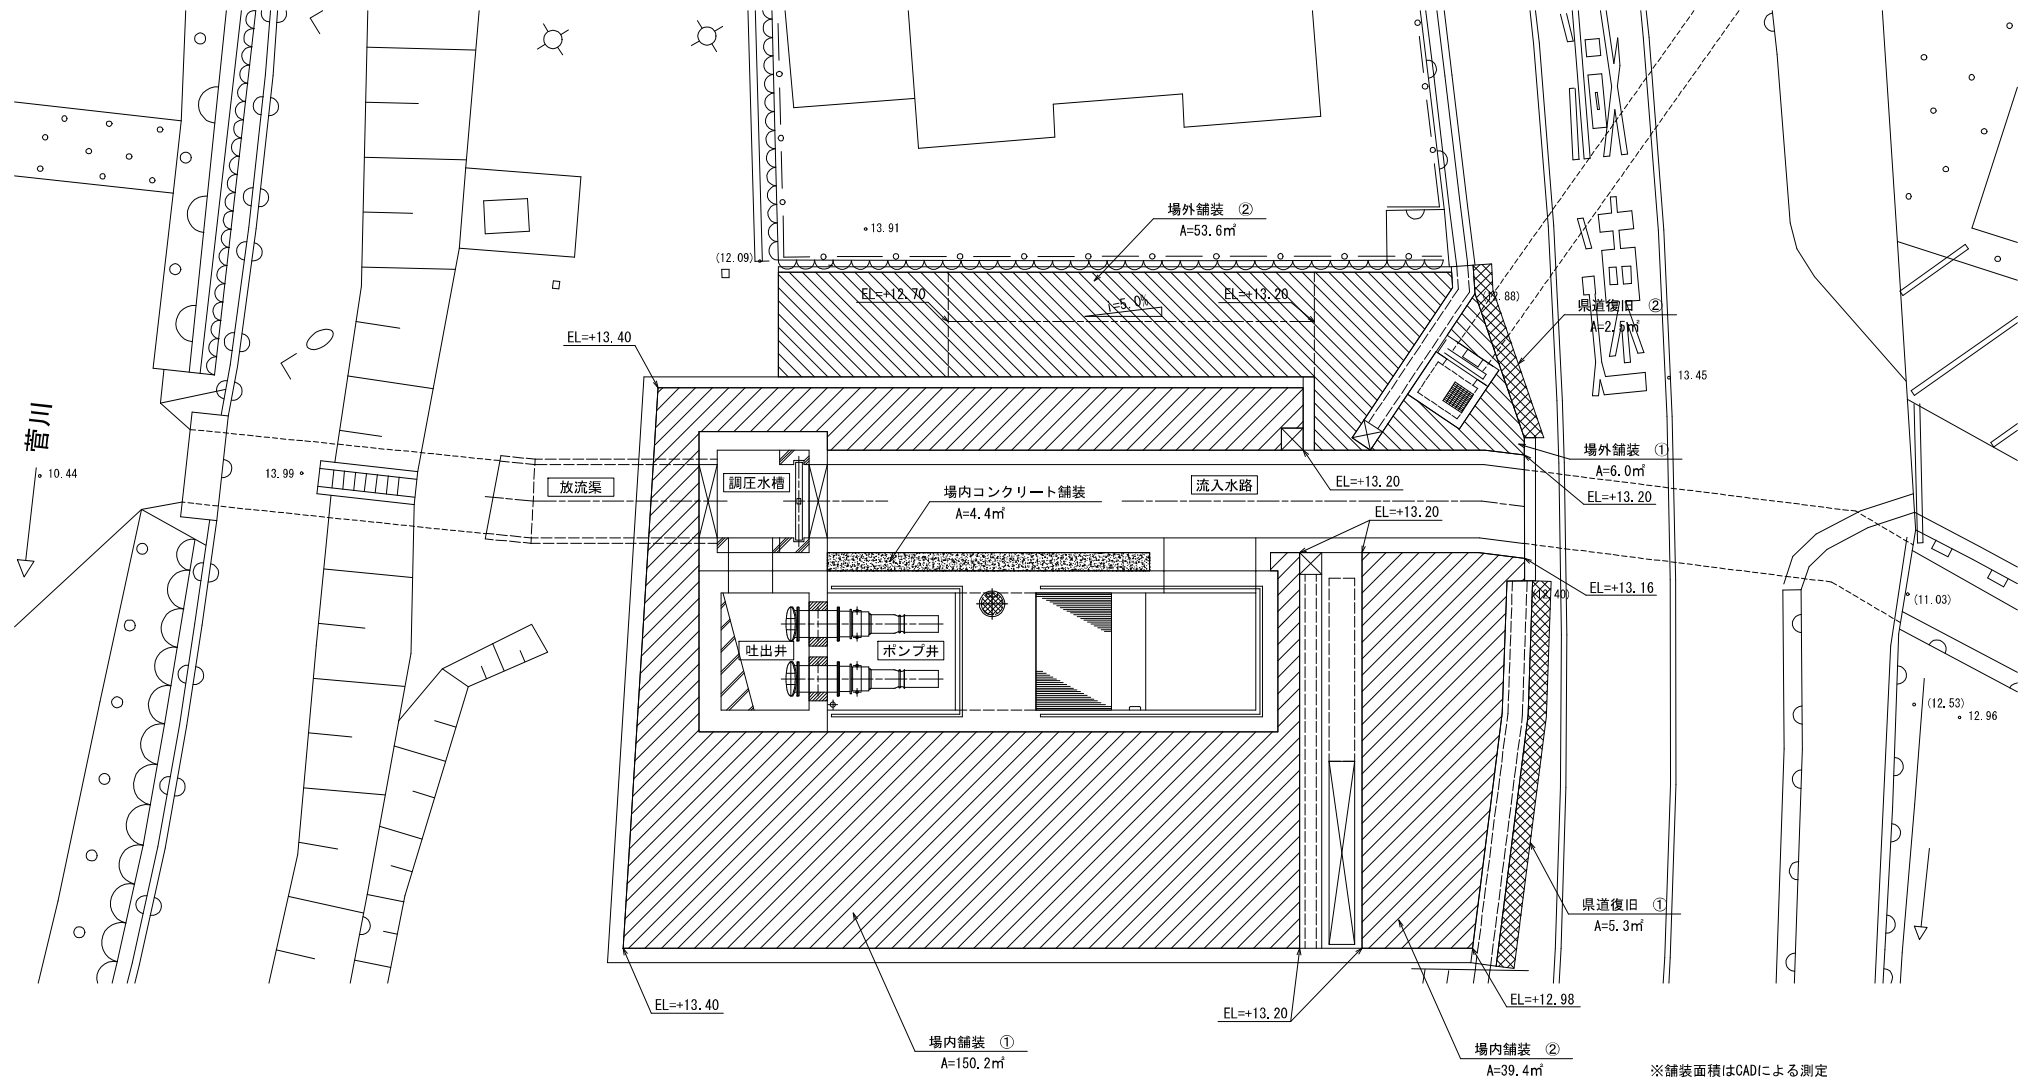 場外舗装 ②
A=53.6㎡
13.91
(12.09)
EL=+12.70
i=5.0%
EL=+13.20
県道復旧 ②
A=2.5㎡
EL=+13.40
13.45
菅川
10.44
13.99
放流渠
調圧水槽
場内コンクリート舗装
A=4.4㎡
流入水路
EL=+13.20
場外舗装 ①
A=6.0㎡
EL=+13.20
EL=+13.20
EL=+13.16
(12.40)
(11.03)
吐出井
ポンプ井
(12.53)
12.96
県道復旧 ①
A=5.3㎡
EL=+13.40
EL=+13.20
EL=+12.98
場内舗装 ①
A=150.2㎡
場内舗装 ②
A=39.4㎡
※舗装面積はCADによる測定